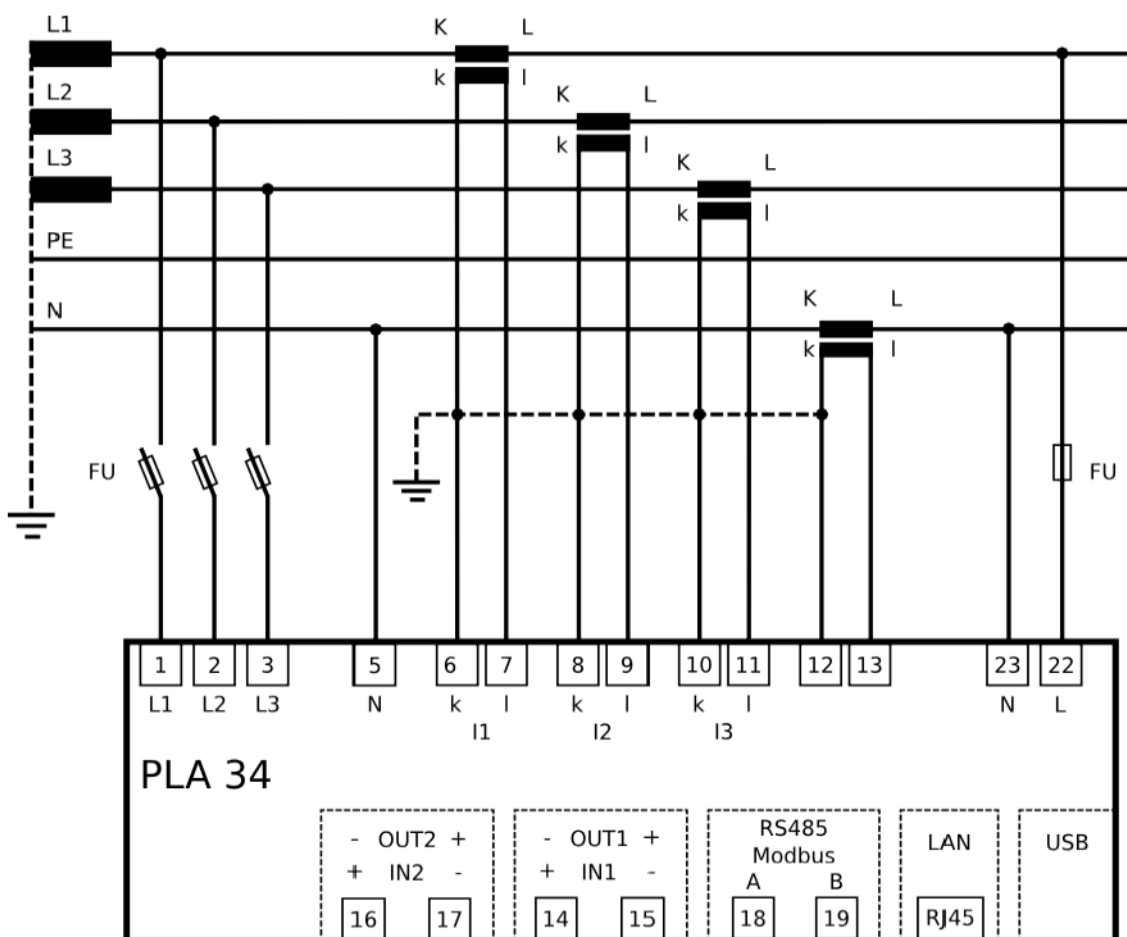 L1
K L
k l
L2
K L
k l
L3
K L
k l
PE
N
K L
k l
FU
FU
1 2 3 5 6 7 8 9 10 11 12 13 23 22
L1 L2 L3 N k l k l k l N L
I1 I2 I3
PLA 34
- OUT2 +
+ IN2 -
16 17
- OUT1 +
+ IN1 -
14 15
RS485
Modbus
A B
18 19
LAN
RJ45
USB